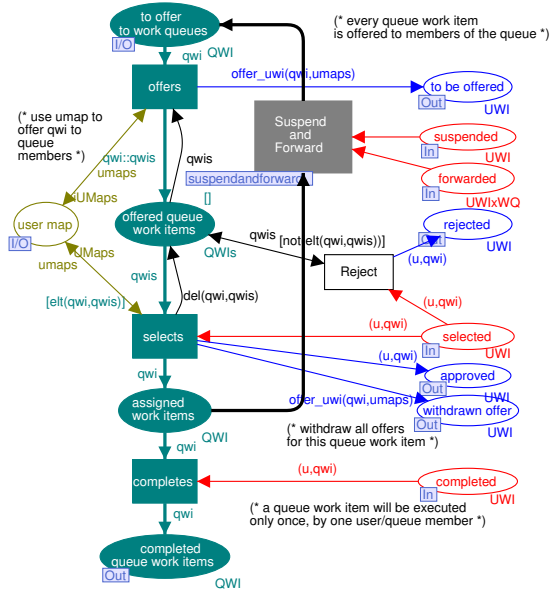 to offer
to work queues
I/O
qwi
QWI
(* every queue work item
is offered to members of the queue *)
offers
offer_uwi(qwi,umaps)
to be offered
Out
UWI
(* use umap to
offer qwi to
queue
members *)
Suspend
and
Forward
suspendandforward
suspended
In
UWI
forwarded
In
UWIxWQ
qwi::qwis
qwis
umaps
iUMaps
[]
user map
I/O
offered queue
work items
QWIs
qwis
[not(elt(qwi,qwis))]
rejected
Out
UWI
(u,qwi)
Reject
UMaps
umaps
qwis
del(qwi,qwis)
[elt(qwi,qwis)]
(u,qwi)
selects
(u,qwi)
selected
In
UWI
qwi
(u,qwi)
approved
Out
UWI
offer_uwi(qwi,umaps)
withdrawn offer
Out
UWI
assigned
work items
QWI
(* withdraw all offers
for this queue work item *)
qwi
completes
(u,qwi)
completed
In
UWI
qwi
(* a queue work item will be executed
only once, by one user/queue member *)
completed
queue work items
Out
QWI